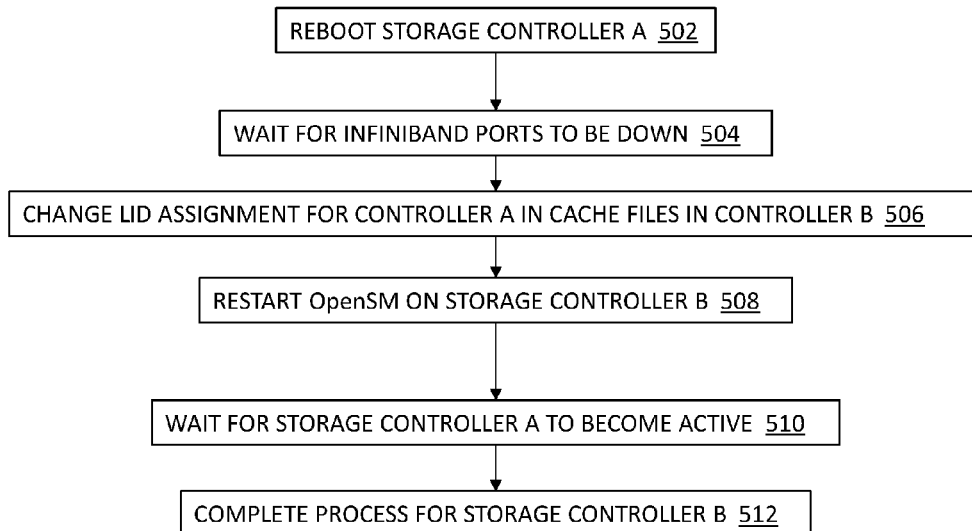 REBOOT STORAGE CONTROLLER A 502
WAIT FOR INFINIBAND PORTS TO BE DOWN 504
CHANGE LID ASSIGNMENT FOR CONTROLLER A IN CACHE FILES IN CONTROLLER B 506
RESTART OpenSM ON STORAGE CONTROLLER B 508
WAIT FOR STORAGE CONTROLLER A TO BECOME ACTIVE 510
COMPLETE PROCESS FOR STORAGE CONTROLLER B 512